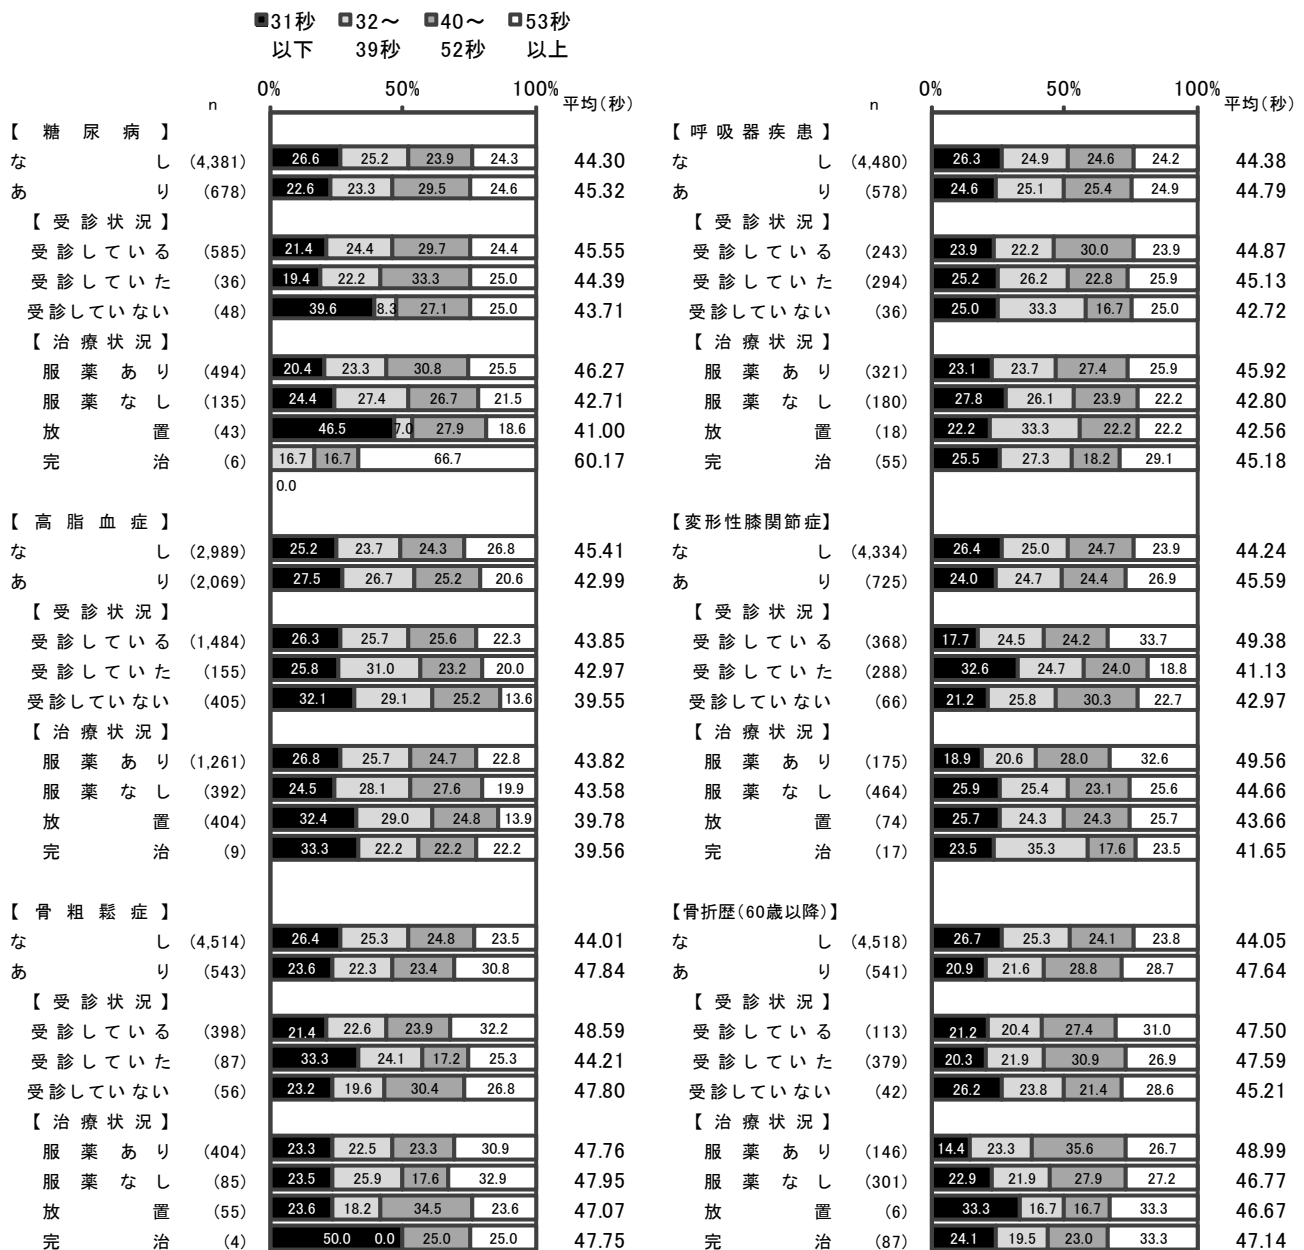 ■31秒以下 □32～39秒 ■40～52秒 □53秒以上
n 0% 50% 100% 平均(秒)
【糖尿病】
なし (4,381) 26.6 25.2 23.9 24.3 44.30
あり (678) 22.6 23.3 29.5 24.6 45.32
【受診状況】
受診している (585) 21.4 24.4 29.7 24.4 45.55
受診していた (36) 19.4 22.2 33.3 25.0 44.39
受診していない (48) 39.6 8.3 27.1 25.0 43.71
【治療状況】
服薬あり (494) 20.4 23.3 30.8 25.5 46.27
服薬なし (135) 24.4 27.4 26.7 21.5 42.71
放置 (43) 46.5 7.0 27.9 18.6 41.00
完治 (6) 16.7 16.7 66.7 60.17
0.0
【高脂血症】
なし (2,989) 25.2 23.7 24.3 26.8 45.41
あり (2,069) 27.5 26.7 25.2 20.6 42.99
【受診状況】
受診している (1,484) 26.3 25.7 25.6 22.3 43.85
受診していた (155) 25.8 31.0 23.2 20.0 42.97
受診していない (405) 32.1 29.1 25.2 13.6 39.55
【治療状況】
服薬あり (1,261) 26.8 25.7 24.7 22.8 43.82
服薬なし (392) 24.5 28.1 27.6 19.9 43.58
放置 (404) 32.4 29.0 24.8 13.9 39.78
完治 (9) 33.3 22.2 22.2 22.2 39.56
【骨粗鬆症】
なし (4,514) 26.4 25.3 24.8 23.5 44.01
あり (543) 23.6 22.3 23.4 30.8 47.84
【受診状況】
受診している (398) 21.4 22.6 23.9 32.2 48.59
受診していた (87) 33.3 24.1 17.2 25.3 44.21
受診していない (56) 23.2 19.6 30.4 26.8 47.80
【治療状況】
服薬あり (404) 23.3 22.5 23.3 30.9 47.76
服薬なし (85) 23.5 25.9 17.6 32.9 47.95
放置 (55) 23.6 18.2 34.5 23.6 47.07
完治 (4) 50.0 0.0 25.0 25.0 47.75
n 0% 50% 100% 平均(秒)
【呼吸器疾患】
なし (4,480) 26.3 24.9 24.6 24.2 44.38
あり (578) 24.6 25.1 25.4 24.9 44.79
【受診状況】
受診している (243) 23.9 22.2 30.0 23.9 44.87
受診していた (294) 25.2 26.2 22.8 25.9 45.13
受診していない (36) 25.0 33.3 16.7 25.0 42.72
【治療状況】
服薬あり (321) 23.1 23.7 27.4 25.9 45.92
服薬なし (180) 27.8 26.1 23.9 22.2 42.80
放置 (18) 22.2 33.3 22.2 22.2 42.56
完治 (55) 25.5 27.3 18.2 29.1 45.18
【変形性膝関節症】
なし (4,334) 26.4 25.0 24.7 23.9 44.24
あり (725) 24.0 24.7 24.4 26.9 45.59
【受診状況】
受診している (368) 17.7 24.5 24.2 33.7 49.38
受診していた (288) 32.6 24.7 24.0 18.8 41.13
受診していない (66) 21.2 25.8 30.3 22.7 42.97
【治療状況】
服薬あり (175) 18.9 20.6 28.0 32.6 49.56
服薬なし (464) 25.9 25.4 23.1 25.6 44.66
放置 (74) 25.7 24.3 24.3 25.7 43.66
完治 (17) 23.5 35.3 17.6 23.5 41.65
【骨折歴(60歳以降)】
なし (4,518) 26.7 25.3 24.1 23.8 44.05
あり (541) 20.9 21.6 28.8 28.7 47.64
【受診状況】
受診している (113) 21.2 20.4 27.4 31.0 47.50
受診していた (379) 20.3 21.9 30.9 26.9 47.59
受診していない (42) 26.2 23.8 21.4 28.6 45.21
【治療状況】
服薬あり (146) 14.4 23.3 35.6 26.7 48.99
服薬なし (301) 22.9 21.9 27.9 27.2 46.77
放置 (6) 33.3 16.7 16.7 33.3 46.67
完治 (87) 24.1 19.5 23.0 33.3 47.14